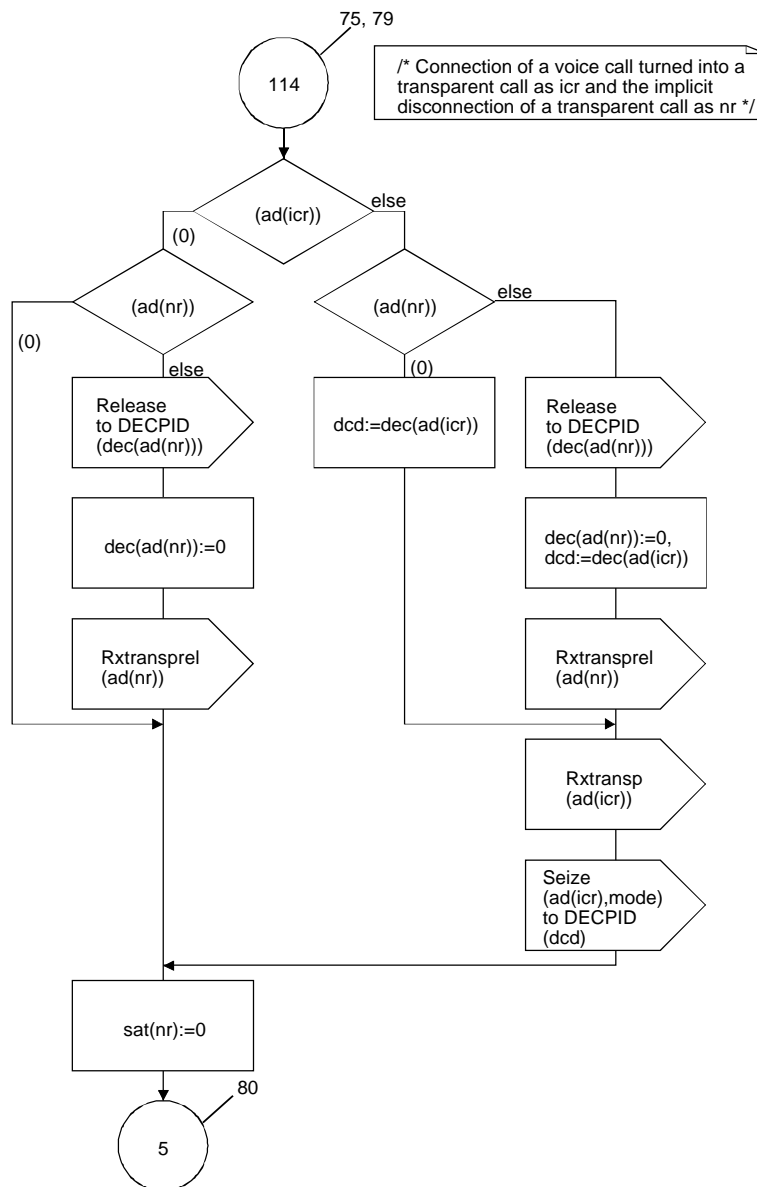 75, 79
114
/* Connection of a voice call turned into a
transparent call as icr and the implicit
disconnection of a transparent call as nr */
(ad(icr))
else
(0)
(ad(nr))
(ad(nr))
else
(0)
else
(0)
Release
to DECPID
(dec(ad(nr)))
dcd:=dec(ad(icr))
Release
to DECPID
(dec(ad(nr)))
dec(ad(nr)):=0
dec(ad(nr)):=0,
dcd:=dec(ad(icr))
Rxtransprel
(ad(nr))
Rxtransprel
(ad(nr))
Rxtransp
(ad(icr))
Seize
(ad(icr),mode)
to DECPID
(dcd)
sat(nr):=0
80
5